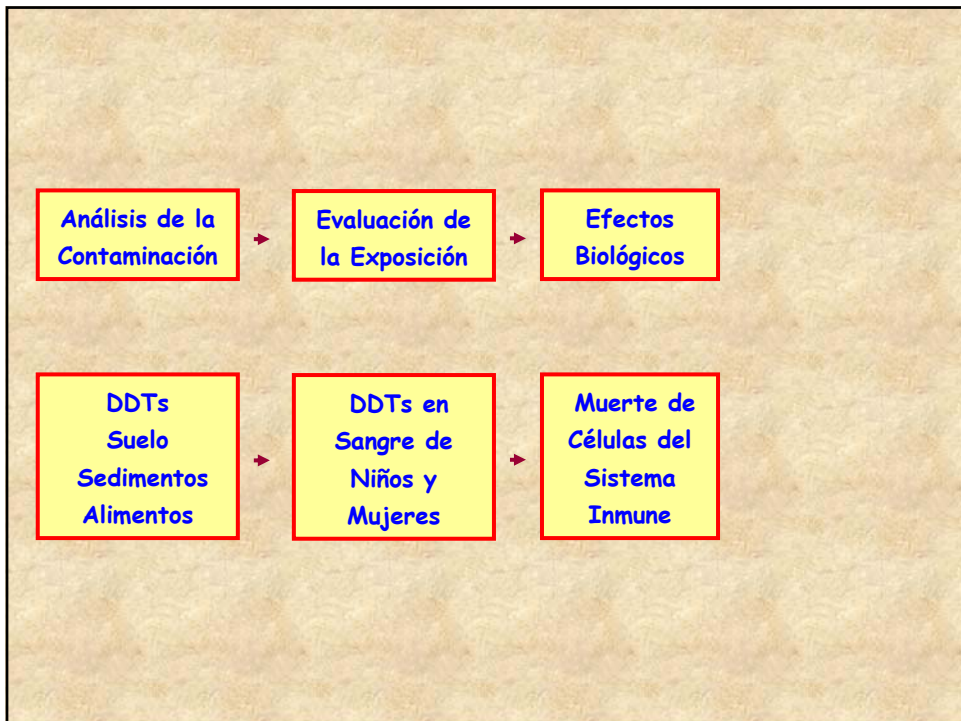 Análisis de la
Contaminación
Evaluación de
la Exposición
Efectos
Biológicos
DDTs
Suelo
Sedimentos
Alimentos
DDTs en
Sangre de
Niños y
Mujeres
Muerte de
Células del
Sistema
Inmune